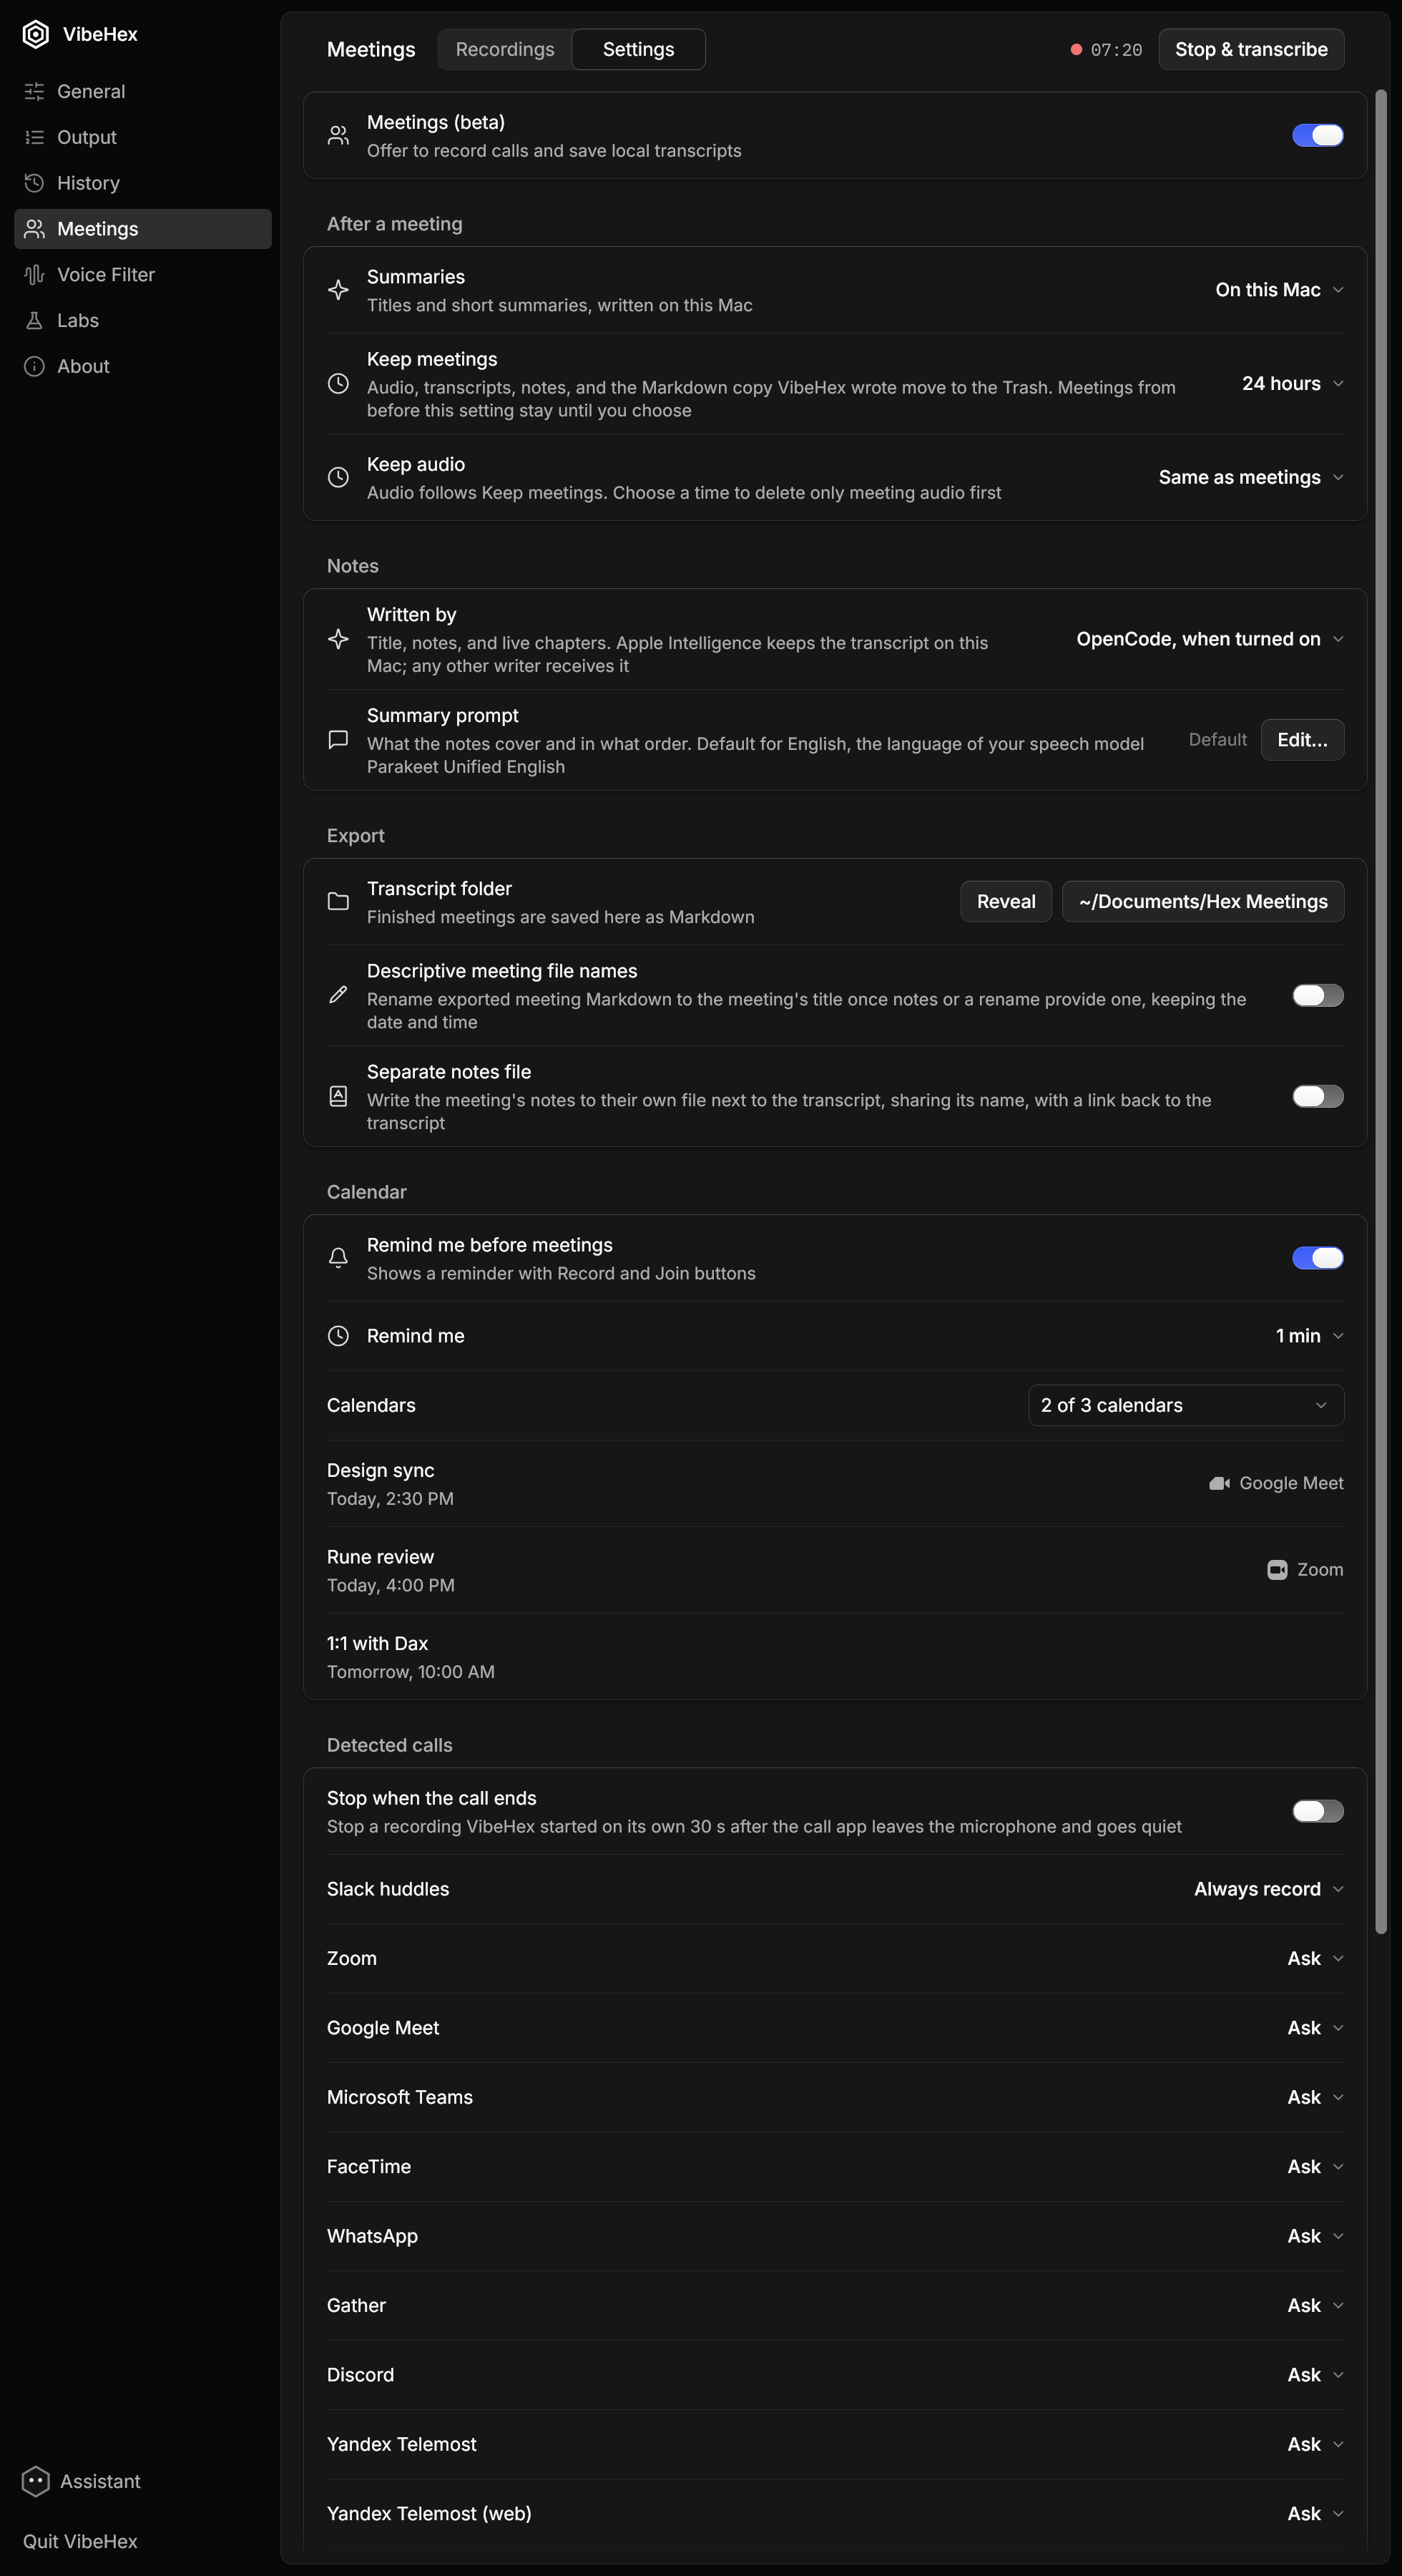 VibeHex
General
Output
History
Meetings
Voice Filter
Labs
About
Assistant
Quit VibeHex
Meetings
Recordings
Settings
07:20
Stop & transcribe
Meetings (beta)
Offer to record calls and save local transcripts
After a meeting
Summaries
Titles and short summaries, written on this Mac
On this Mac
Keep meetings
Audio, transcripts, notes, and the Markdown copy VibeHex wrote move to the Trash. Meetings from
before this setting stay until you choose
24 hours
Keep audio
Audio follows Keep meetings. Choose a time to delete only meeting audio first
Same as meetings
Notes
Written by
Title, notes, and live chapters. Apple Intelligence keeps the transcript on this
Mac; any other writer receives it
OpenCode, when turned on
Summary prompt
What the notes cover and in what order. Default for English, the language of your speech model
Parakeet Unified English
Default
Edit...
Export
Transcript folder
Finished meetings are saved here as Markdown
Reveal
~/Documents/Hex Meetings
Descriptive meeting file names
Rename exported meeting Markdown to the meeting's title once notes or a rename provide one, keeping the
date and time
Separate notes file
Write the meeting's notes to their own file next to the transcript, sharing its name, with a link back to the
transcript
Calendar
Remind me before meetings
Shows a reminder with Record and Join buttons
Remind me
1 min
Calendars
2 of 3 calendars
Design sync
Today, 2:30 PM
Google Meet
Rune review
Today, 4:00 PM
Zoom
1:1 with Dax
Tomorrow, 10:00 AM
Detected calls
Stop when the call ends
Stop a recording VibeHex started on its own 30 s after the call app leaves the microphone and goes quiet
Slack huddles
Always record
Zoom
Ask
Google Meet
Ask
Microsoft Teams
Ask
FaceTime
Ask
WhatsApp
Ask
Gather
Ask
Discord
Ask
Yandex Telemost
Ask
Yandex Telemost (web)
Ask